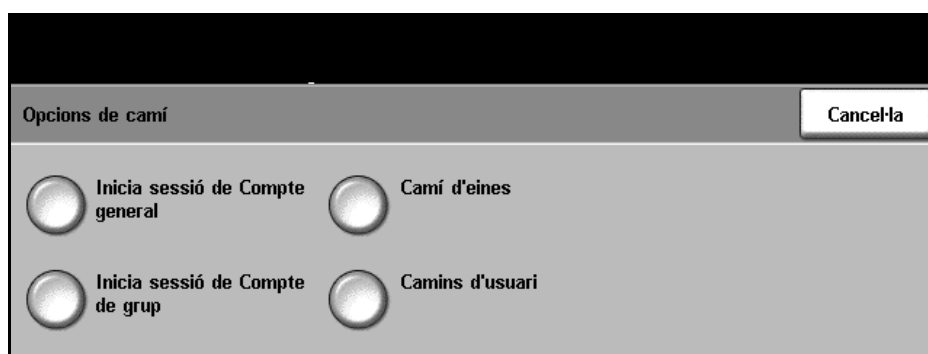 Opcions de camí
Cancel·la
Inicia sessió de Compte
general
Camí d'eines
Inicia sessió de Compte
de grup
Camins d'usuari